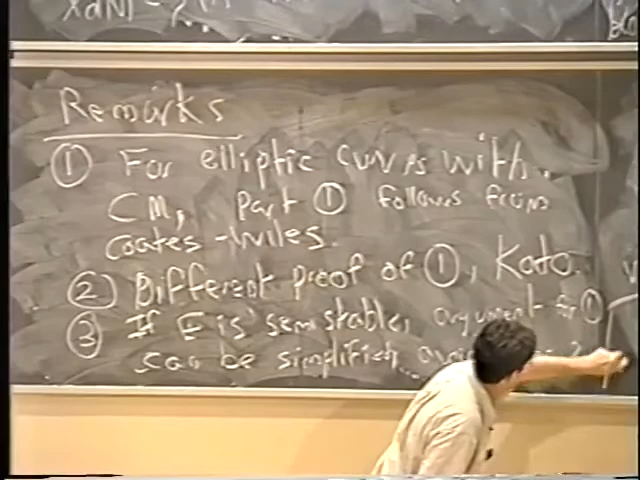 Remarks
① For elliptic curves with
CM, part ① follows from
Coates-Wiles.
② Different proof of ①, Kato.
③ If E is semistable, argument for ①
can be simplified